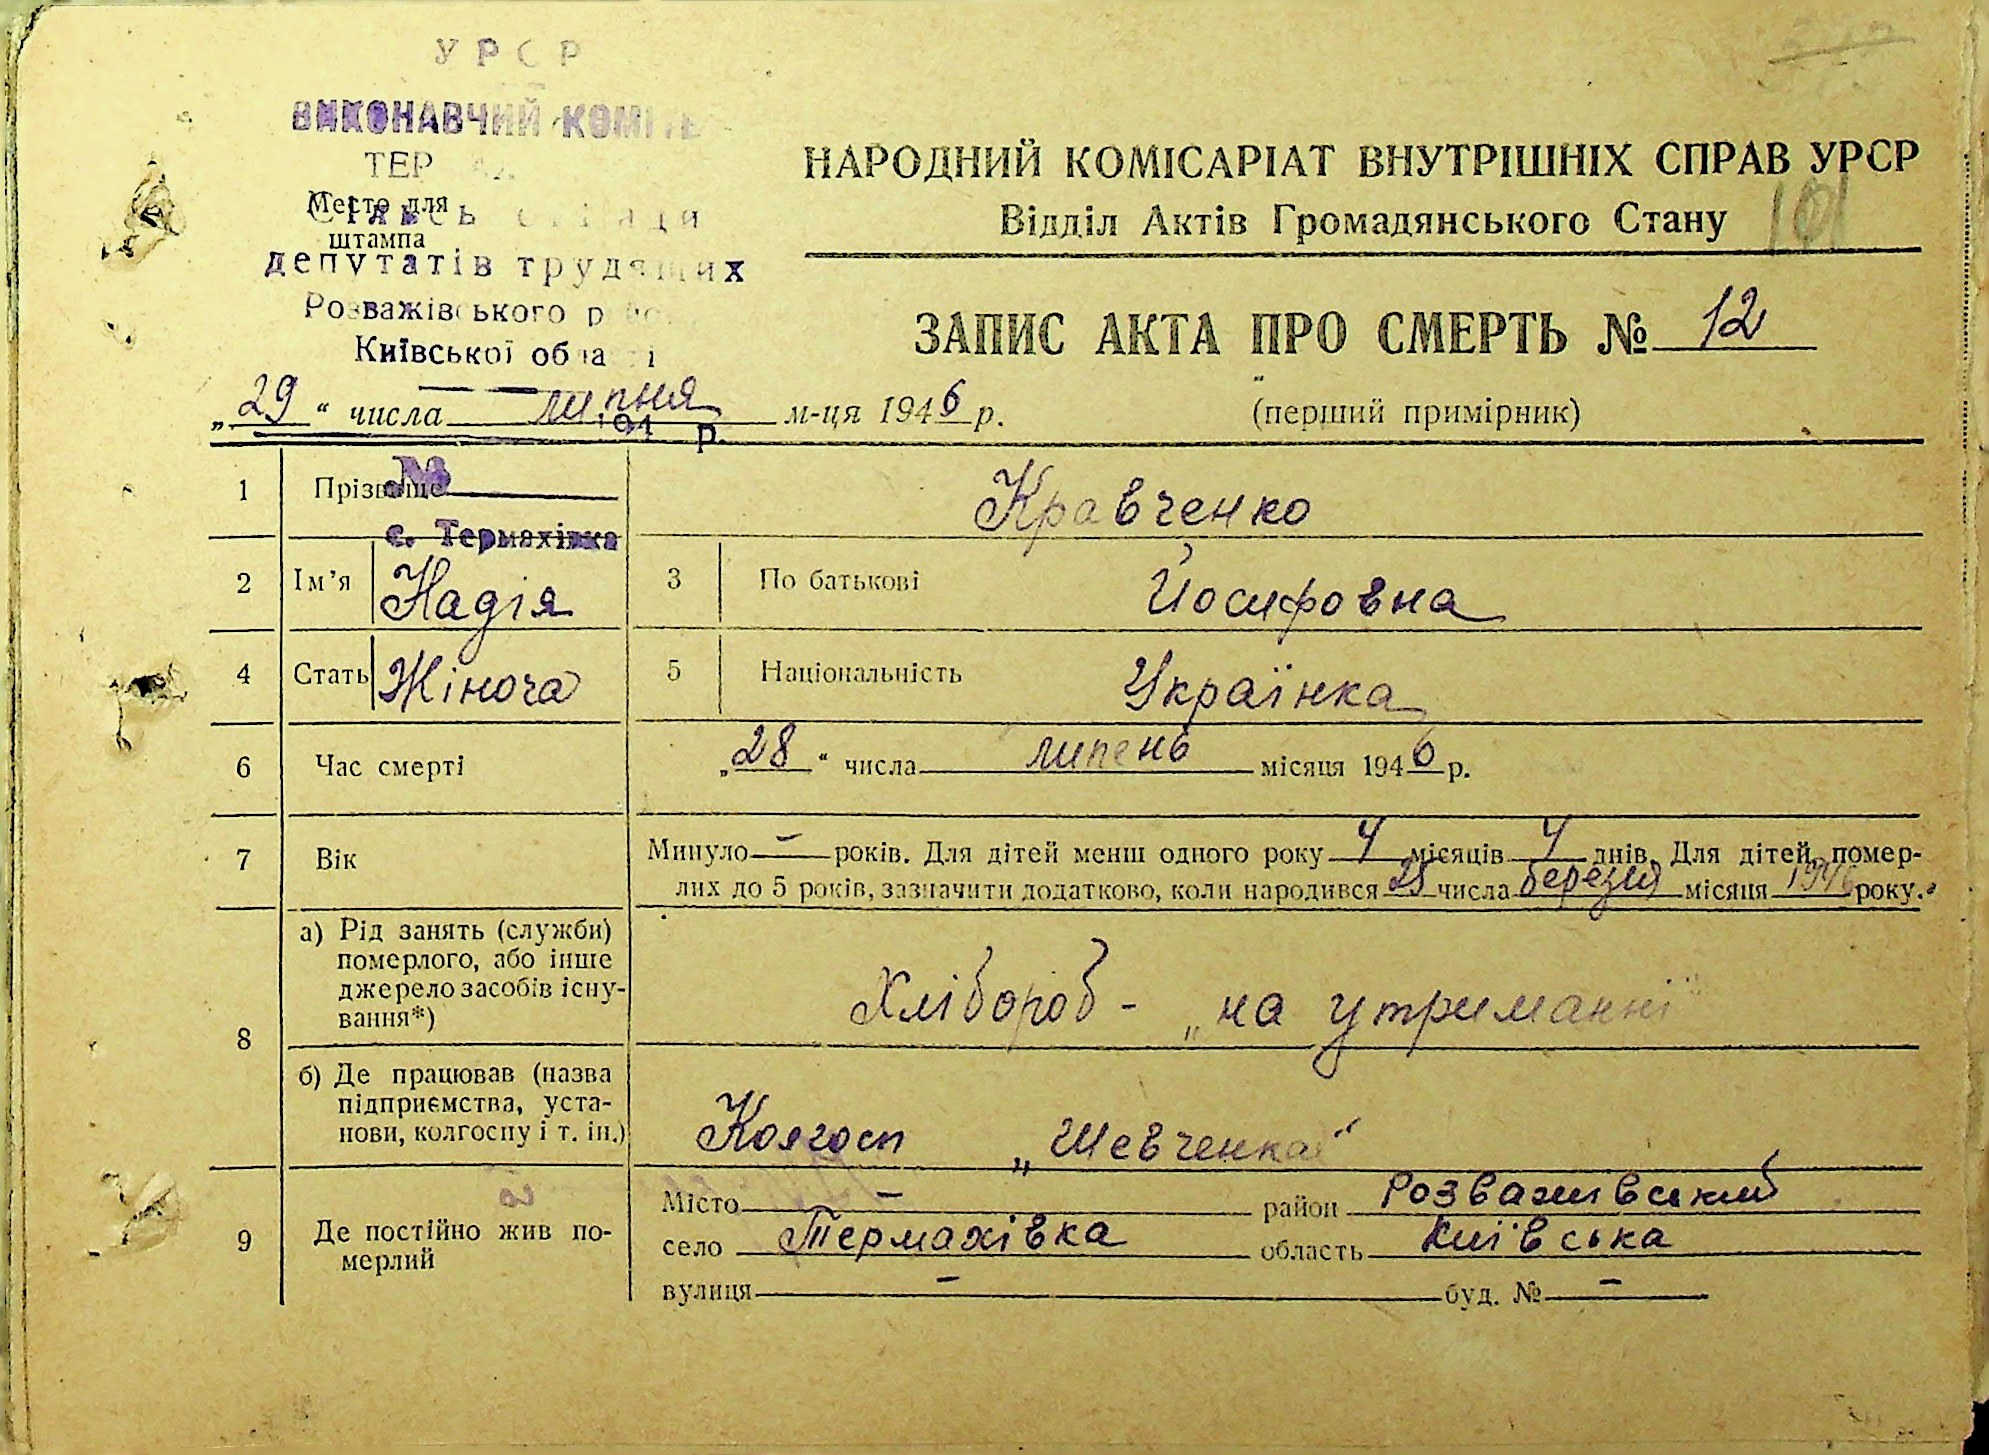 УРСР
ВИКОНАВЧИЙ КОМІТЕ
ТЕР
Место для
штампа
депутатів трудящих
Розважівського р
Київської області
НАРОДНИЙ КОМІСАРІАТ ВНУТРІШНІХ СПРАВ УРСР
Відділ Актів Громадянського Стану
101
ЗАПИС АКТА ПРО СМЕРТЬ № 12
„29“ числа липня м-ця 1946 р.
(перший примірник)
194 р.
№
с. Термахівка
1 Прізвище Кравченко
2 Ім’я Надія 3 По батькові Йосифовна
4 Стать Жіноча 5 Національність Українка
6 Час смерті „28“ числа липень місяця 1946 р.
7 Вік Минуло — років. Для дітей менш одного року 4 місяців 4 днів. Для дітей, помер-
лих до 5 років, зазначити додатково, коли народився 25 числа березня місяця 1946 року.
8 а) Рід занять (служби)
померлого, або інше
джерело засобів існу-
вання*)
Хлібороб - „на утриманні“
б) Де працював (назва
підприємства, уста-
нови, колгоспу і т. ін.)
Колгосп „Шевченка“
9 Де постійно жив по-
мерлий
Місто — район Розважівський
село Термахівка область Київська
вулиця — буд. № —